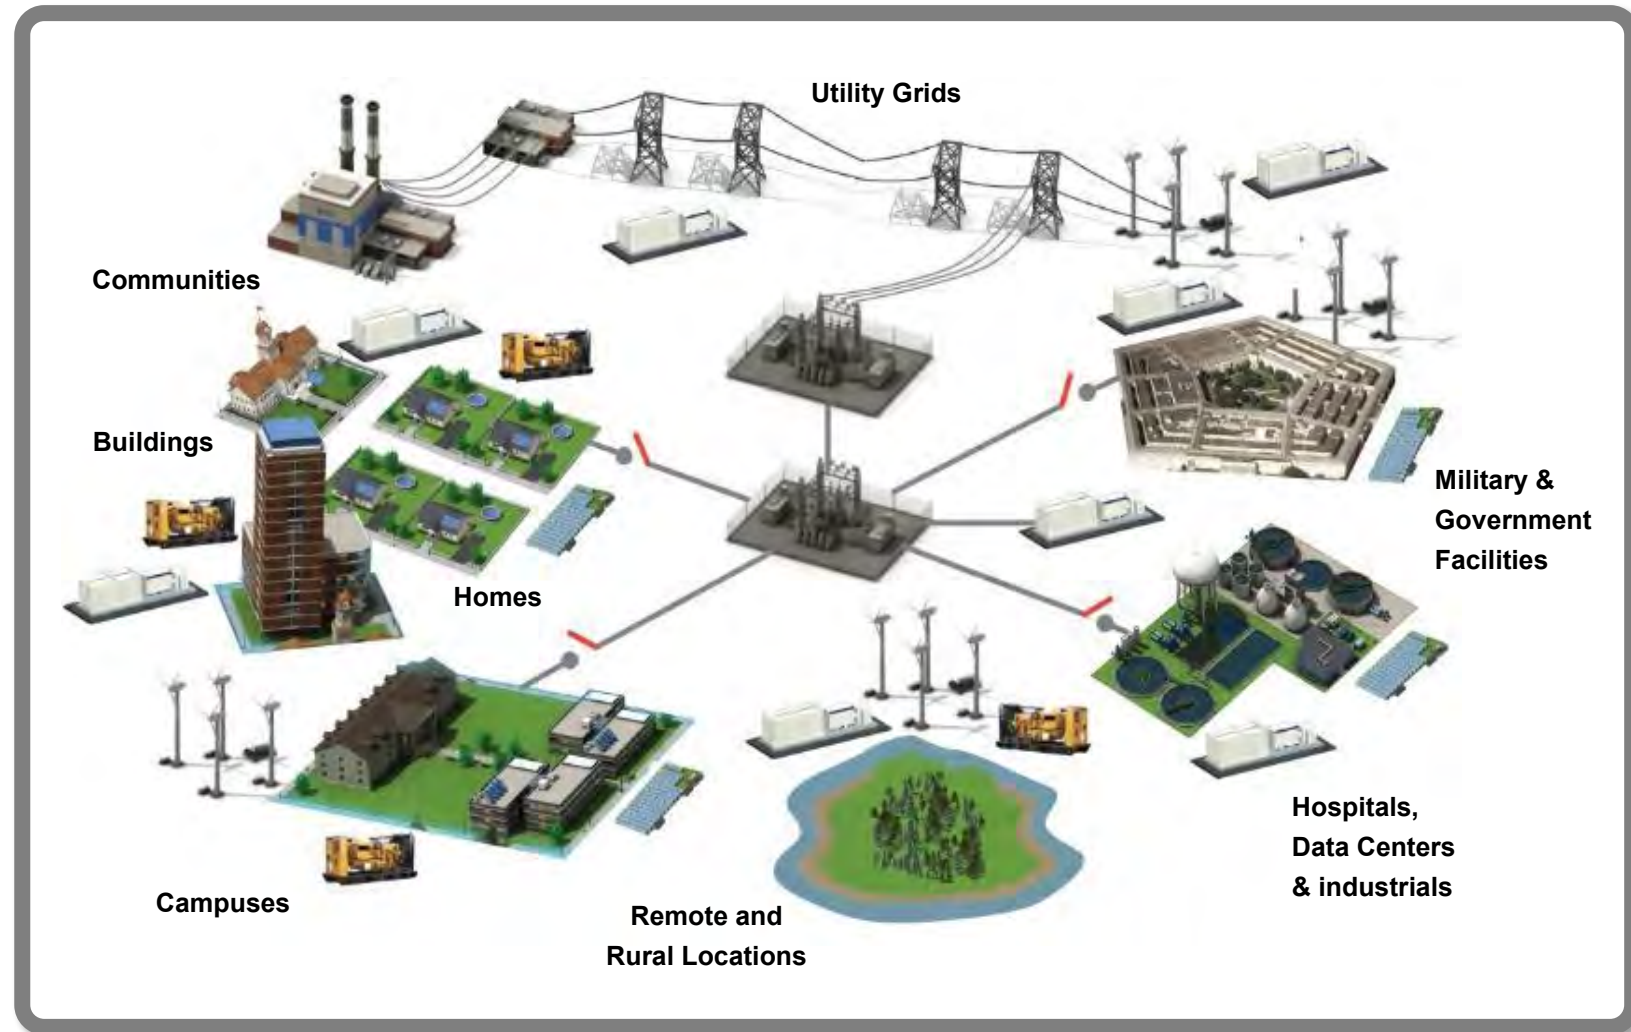 Utility Grids
Communities
Buildings
Military &
Government
Facilities
Homes
Hospitals,
Data Centers
& industrials
Campuses
Remote and
Rural Locations